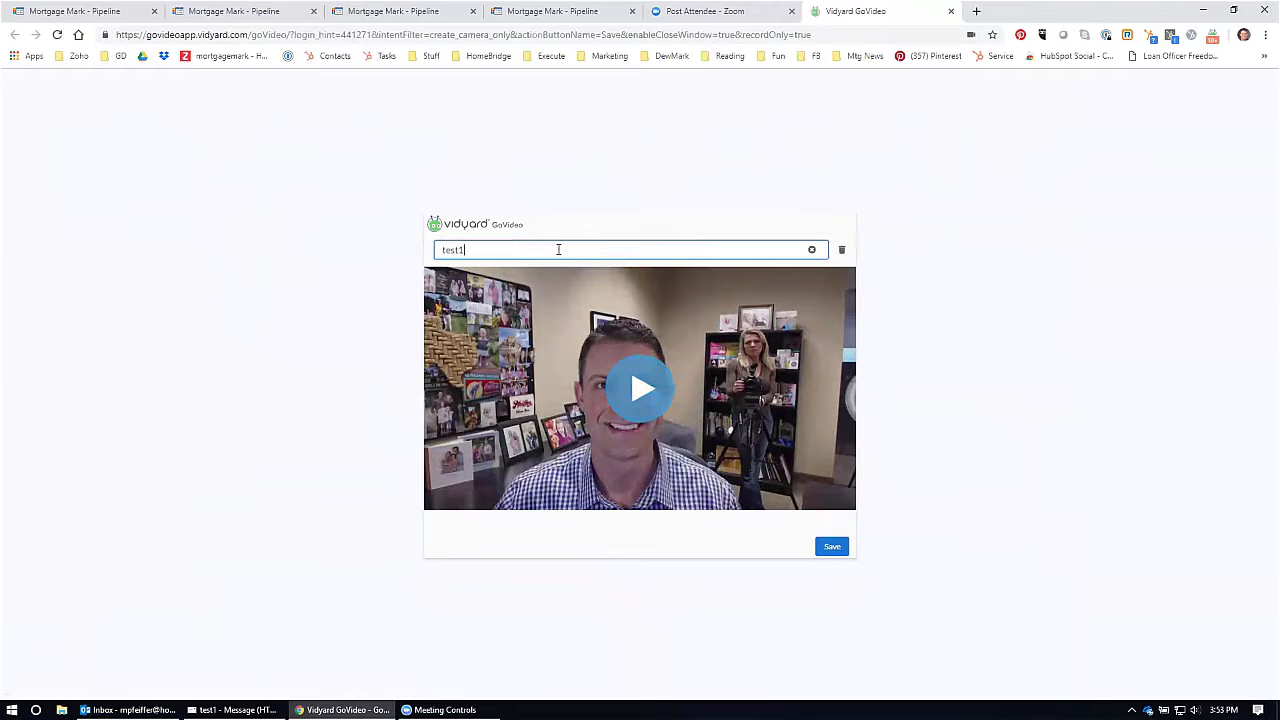 Mortgage Mark - Pipeline
Mortgage Mark - Pipeline
Mortgage Mark - Pipeline
Mortgage Mark - Pipeline
Post Attendee - Zoom
Vidyard GoVideo
https://govideoapp.vidyard.com/goVideo/?login_hint=441271&intentFilter=create_camera_only&actionButtonName=Save&enableCloseWindow=true&recordOnly=true
Apps
Zoho
GD
mortgagemark - H...
Contacts
Tasks
Stuff
HomeBridge
Execute
Marketing
DewMark
Reading
Fun
FB
Mtg News
(357) Pinterest
Service
HubSpot Social - C...
Loan Officer Freedo...
»
vidyard GoVideo
test1
Save
Inbox - mpfeiffer@ho...
test1 - Message (HT...
Vidyard GoVideo - Go...
Meeting Controls
3:53 PM